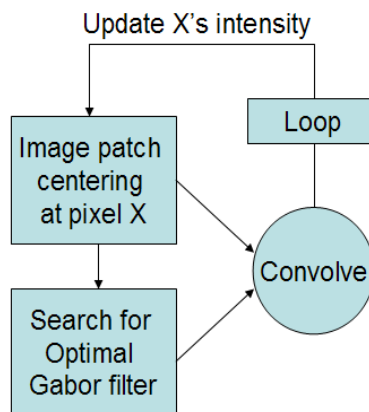 Update X's intensity
Loop
Image patch
centering
at pixel X
Convolve
Search for
Optimal
Gabor filter